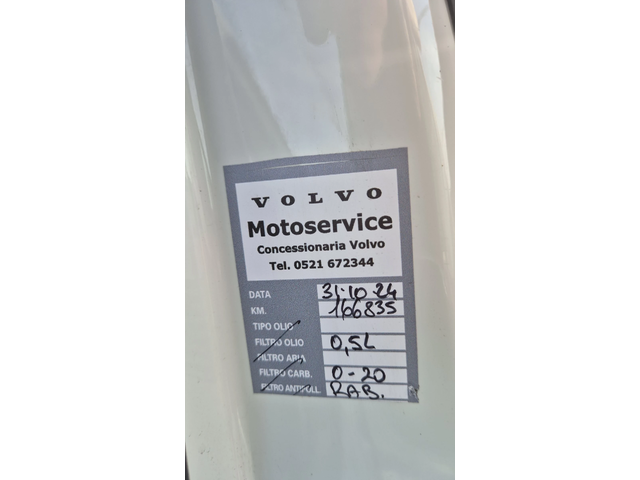 VOLVO
Motoservice
Concessionaria Volvo
Tel. 0521 672344
DATA 31-10-24
KM. 166835
TIPO OLIO
FILTRO OLIO 0,5L
FILTRO ARIA
FILTRO CARB. 0-20
FILTRO ANTIPOLL. RAB.